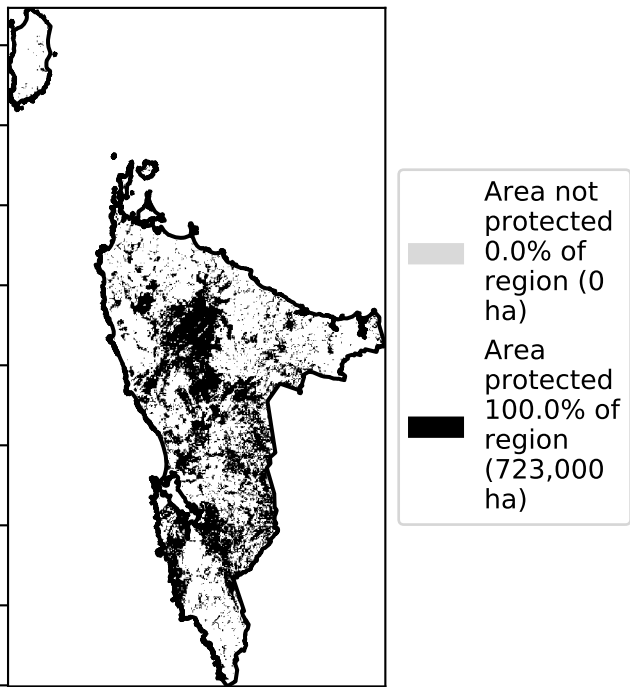 Area not
protected
0.0% of
region (0
ha)
Area
protected
100.0% of
region
(723,000
ha)